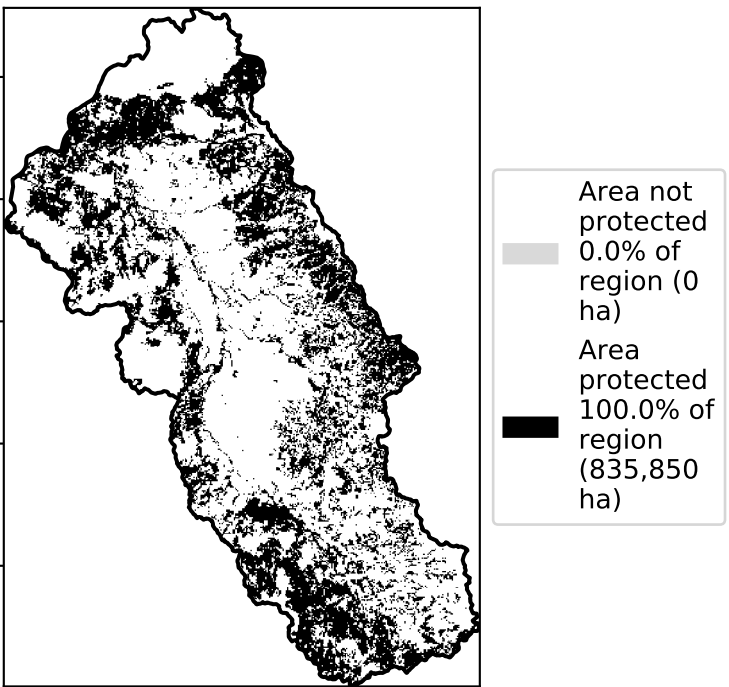 Area not
protected
0.0% of
region (0
ha)
Area
protected
100.0% of
region
(835,850
ha)